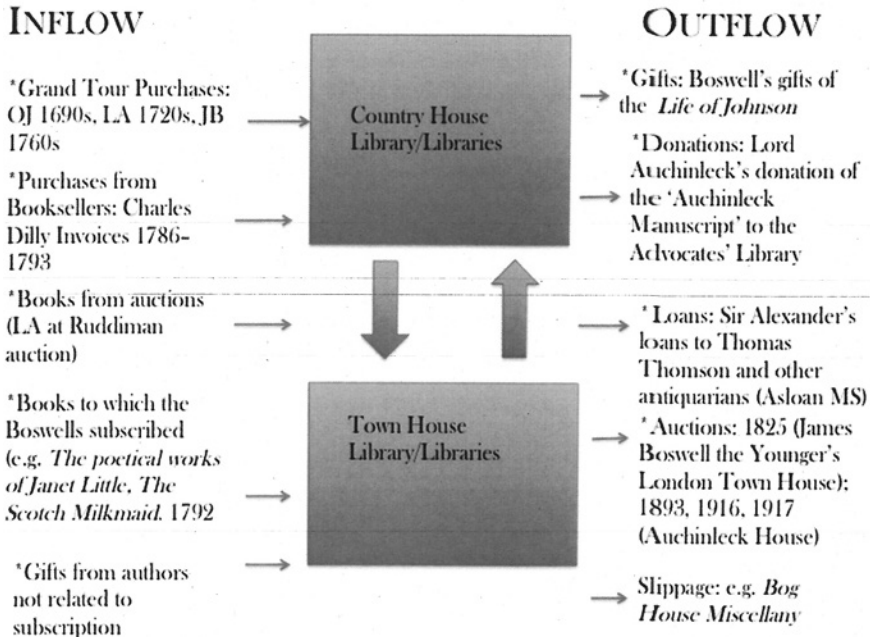 INFLOW
*Grand Tour Purchases:
OJ 1690s, LA 1720s, JB
1760s
*Purchases from
Booksellers: Charles
Dilly Invoices 1786–
1793
*Books from auctions
(LA at Ruddiman
auction)
*Books to which the
Boswells subscribed
(e.g. The poetical works
of Janet Little, The
Scotch Milkmaid. 1792
*Gifts from authors
not related to
subscription
Country House
Library/Libraries
Town House
Library/Libraries
OUTFLOW
*Gifts: Boswell's gifts of
the Life of Johnson
*Donations: Lord
Auchinleck's donation of
the 'Auchinleck
Manuscript' to the
Advocates' Library
*Loans: Sir Alexander's
loans to Thomas
Thomson and other
antiquarians (Asloan MS)
*Auctions: 1825 (James
Boswell the Younger's
London Town House);
1893, 1916, 1917
(Auchinleck House)
Slippage: e.g. Bog
House Miscellany